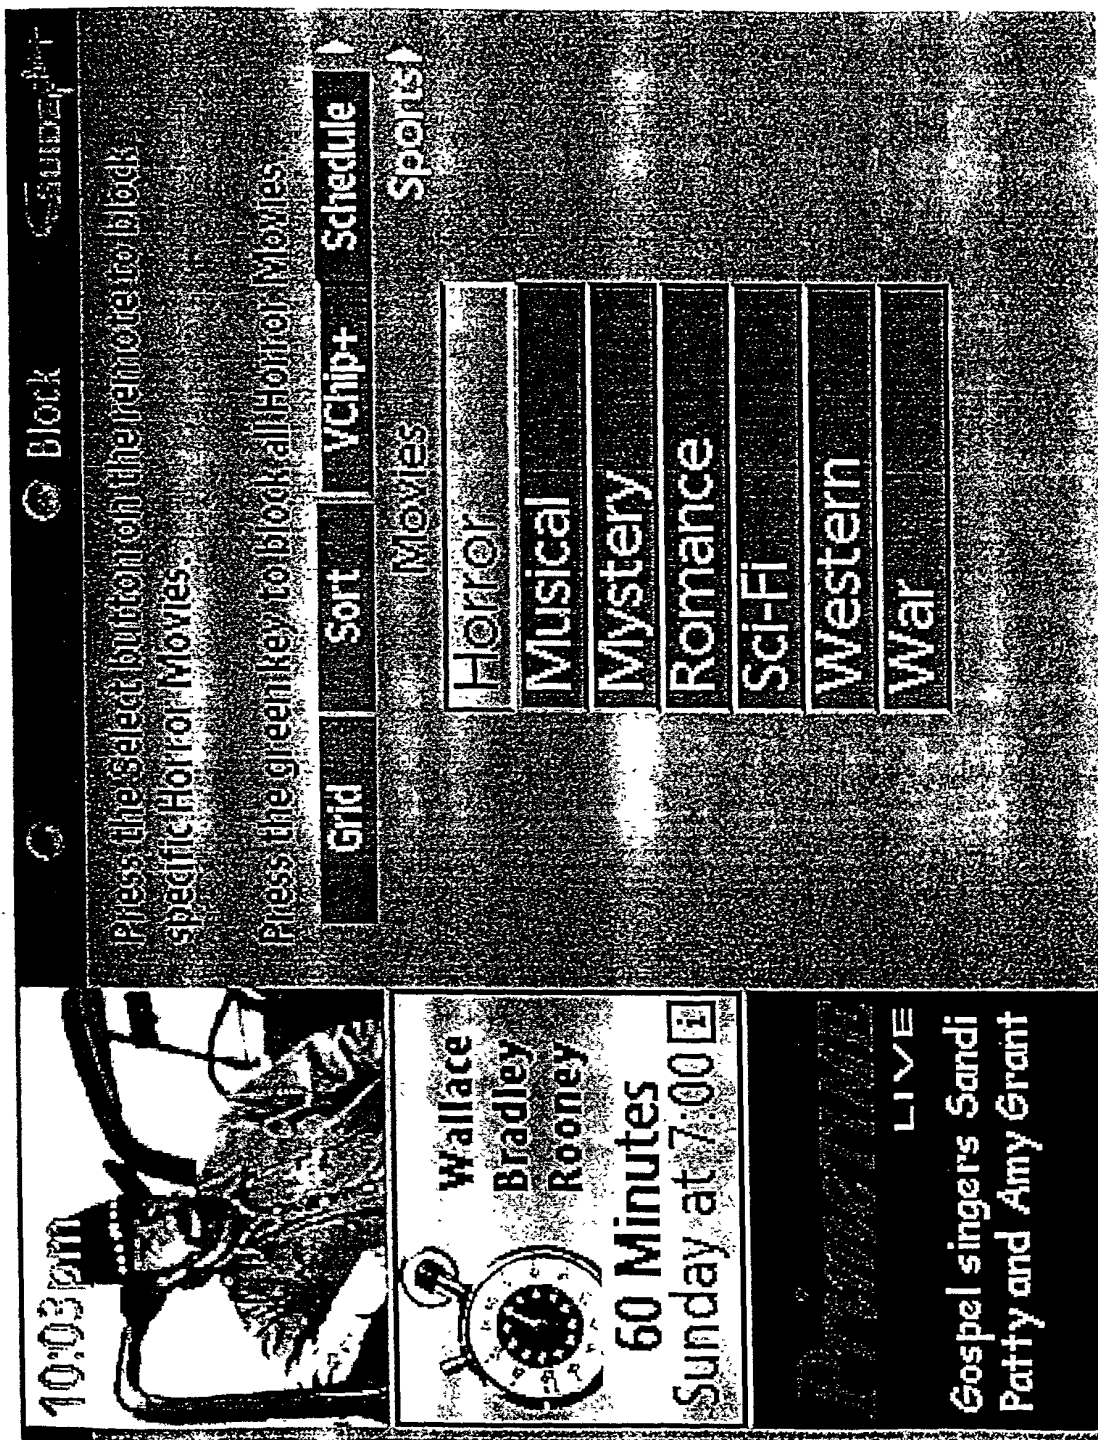 10:03pm
Wallace
Bradley
Rooney
60 Minutes
Sunday at 7:00 i
LIVE
Gospel singers Sandi
Patty and Amy Grant
Block
Press the select button on the remote to block
specific Horror Movies.
Press the green key to block all Horror Movies.
Grid Sort VChip+ Schedule
Movies Sports
Horror
Musical
Mystery
Romance
Sci-Fi
Western
War